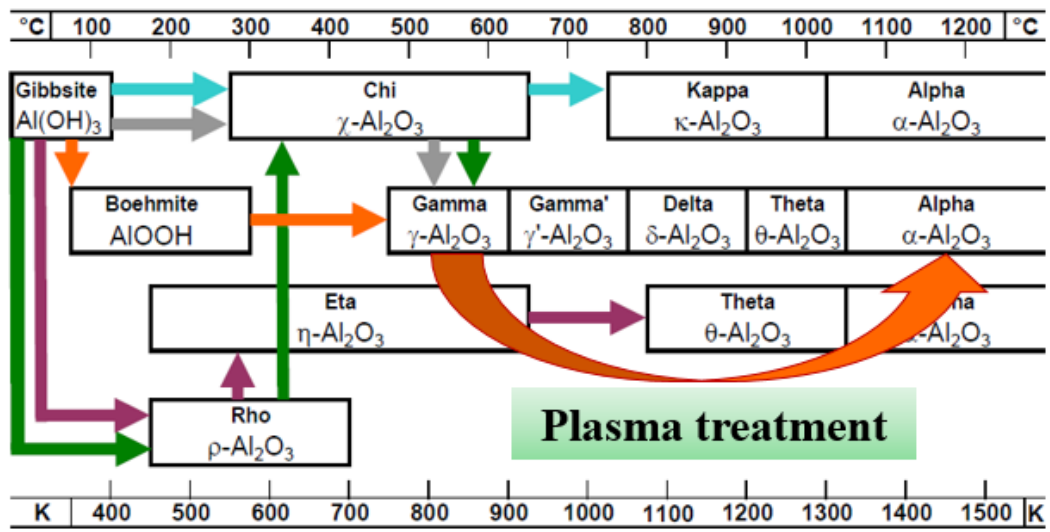 °C 100 200 300 400 500 600 700 800 900 1000 1100 1200 °C
Gibbsite
Al(OH)₃
Chi
χ-Al₂O₃
Kappa
κ-Al₂O₃
Alpha
α-Al₂O₃
Boehmite
AlOOH
Gamma
γ-Al₂O₃
Gamma'
γ'-Al₂O₃
Delta
δ-Al₂O₃
Theta
θ-Al₂O₃
Alpha
α-Al₂O₃
Eta
η-Al₂O₃
Theta
θ-Al₂O₃
α-Al₂O₃
Rho
ρ-Al₂O₃
Plasma treatment
K 400 500 600 700 800 900 1000 1100 1200 1300 1400 1500 K